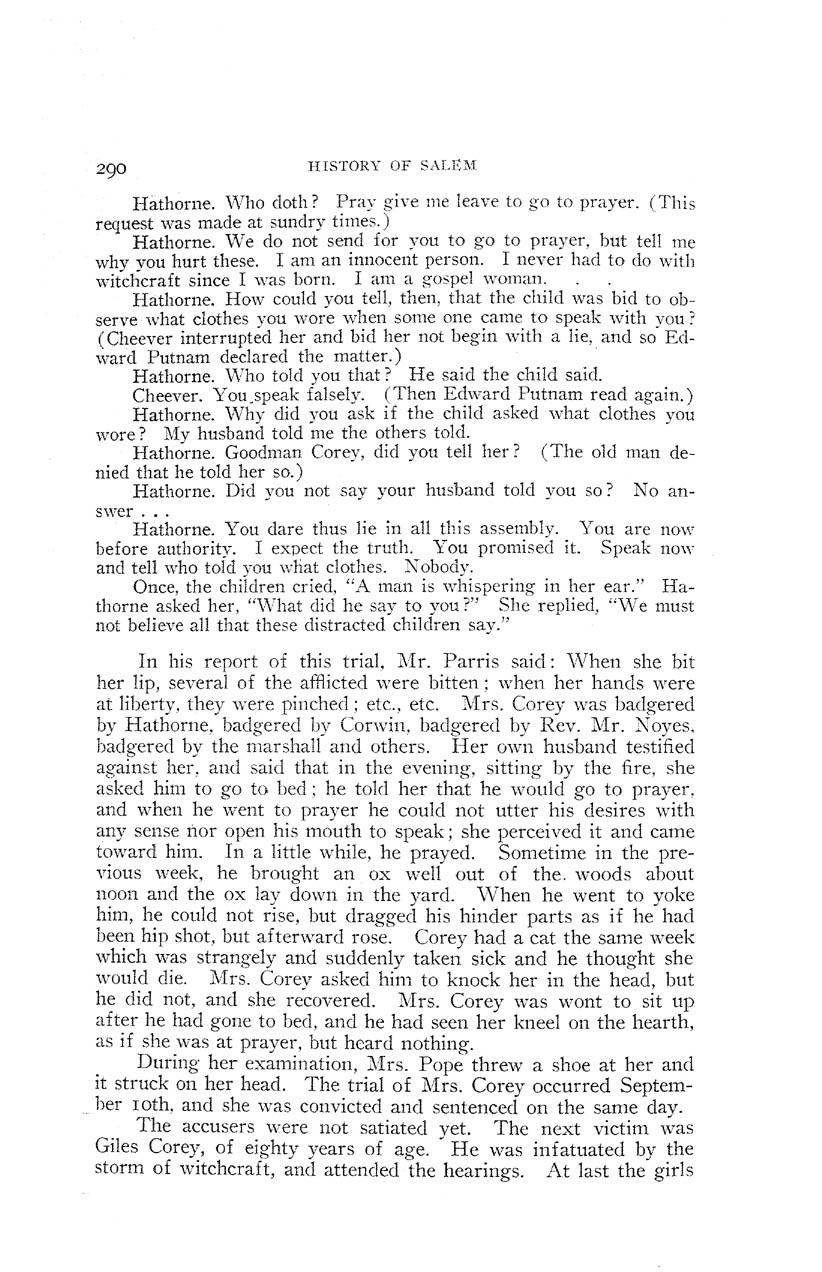 290 HISTORY OF SALEM
Hathorne. Who doth? Pray give me leave to go to prayer. (This
request was made at sundry times.)
Hathorne. We do not send for you to go to prayer, but tell me
why you hurt these. I am an innocent person. I never had to do with
witchcraft since I was born. I am a gospel woman. . .
Hathorne. How could you tell, then, that the child was bid to ob-
serve what clothes you wore when some one came to speak with you?
(Cheever interrupted her and bid her not begin with a lie, and so Ed-
ward Putnam declared the matter.)
Hathorne. Who told you that? He said the child said.
Cheever. You speak falsely. (Then Edward Putnam read again.)
Hathorne. Why did you ask if the child asked what clothes you
wore? My husband told me the others told.
Hathorne. Goodman Corey, did you tell her? (The old man de-
nied that he told her so.)
Hathorne. Did you not say your husband told you so? No an-
swer . . .
Hathorne. You dare thus lie in all this assembly. You are now
before authority. I expect the truth. You promised it. Speak now
and tell who told you what clothes. Nobody.
Once, the children cried, "A man is whispering in her ear." Ha-
thorne asked her, "What did he say to you?" She replied, "We must
not believe all that these distracted children say."
In his report of this trial, Mr. Parris said: When she bit
her lip, several of the afflicted were bitten; when her hands were
at liberty, they were pinched; etc., etc. Mrs. Corey was badgered
by Hathorne, badgered by Corwin, badgered by Rev. Mr. Noyes,
badgered by the marshall and others. Her own husband testified
against her, and said that in the evening, sitting by the fire, she
asked him to go to bed; he told her that he would go to prayer,
and when he went to prayer he could not utter his desires with
any sense nor open his mouth to speak; she perceived it and came
toward him. In a little while, he prayed. Sometime in the pre-
vious week, he brought an ox well out of the woods about
noon and the ox lay down in the yard. When he went to yoke
him, he could not rise, but dragged his hinder parts as if he had
been hip shot, but afterward rose. Corey had a cat the same week
which was strangely and suddenly taken sick and he thought she
would die. Mrs. Corey asked him to knock her in the head, but
he did not, and she recovered. Mrs. Corey was wont to sit up
after he had gone to bed, and he had seen her kneel on the hearth,
as if she was at prayer, but heard nothing.
During her examination, Mrs. Pope threw a shoe at her and
it struck on her head. The trial of Mrs. Corey occurred Septem-
ber 10th, and she was convicted and sentenced on the same day.
The accusers were not satiated yet. The next victim was
Giles Corey, of eighty years of age. He was infatuated by the
storm of witchcraft, and attended the hearings. At last the girls